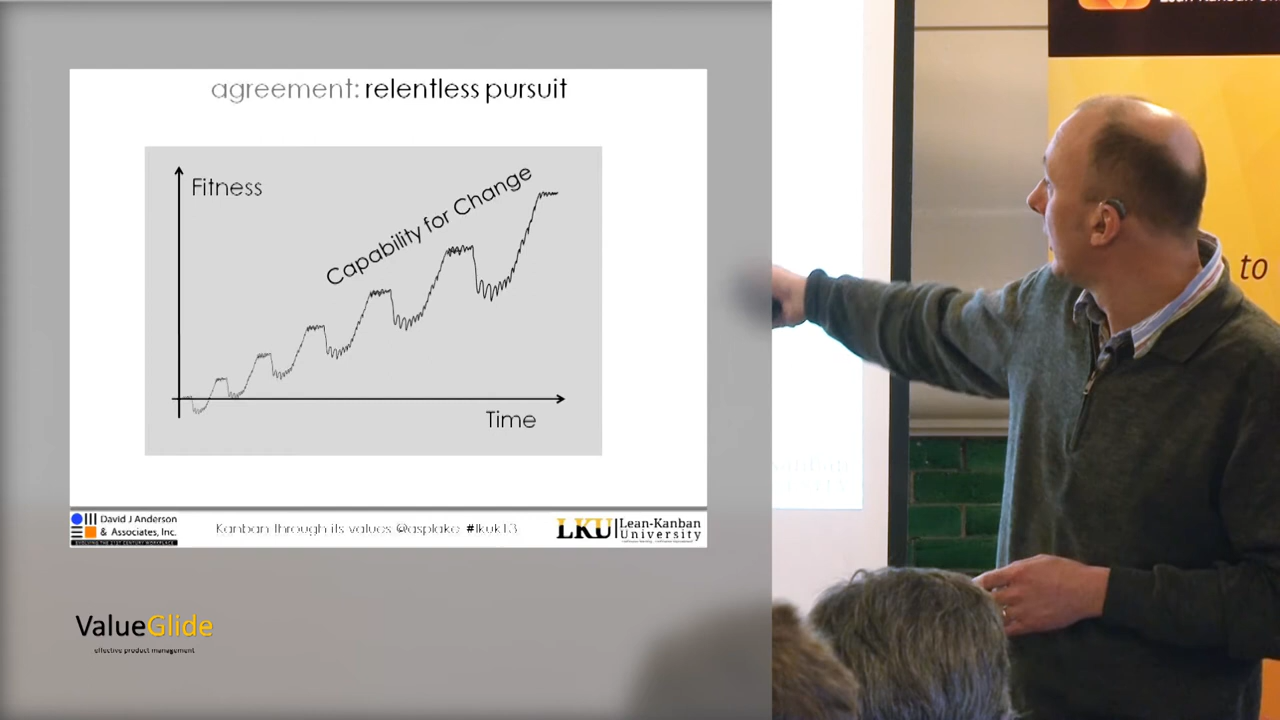 agreement: relentless pursuit
Fitness
Capability for Change
Time
David J Anderson
& Associates, Inc.
Kanban through its values @asplake #lkuk13
LKU
Lean-Kanban
University
ValueGlide
effective product management
to